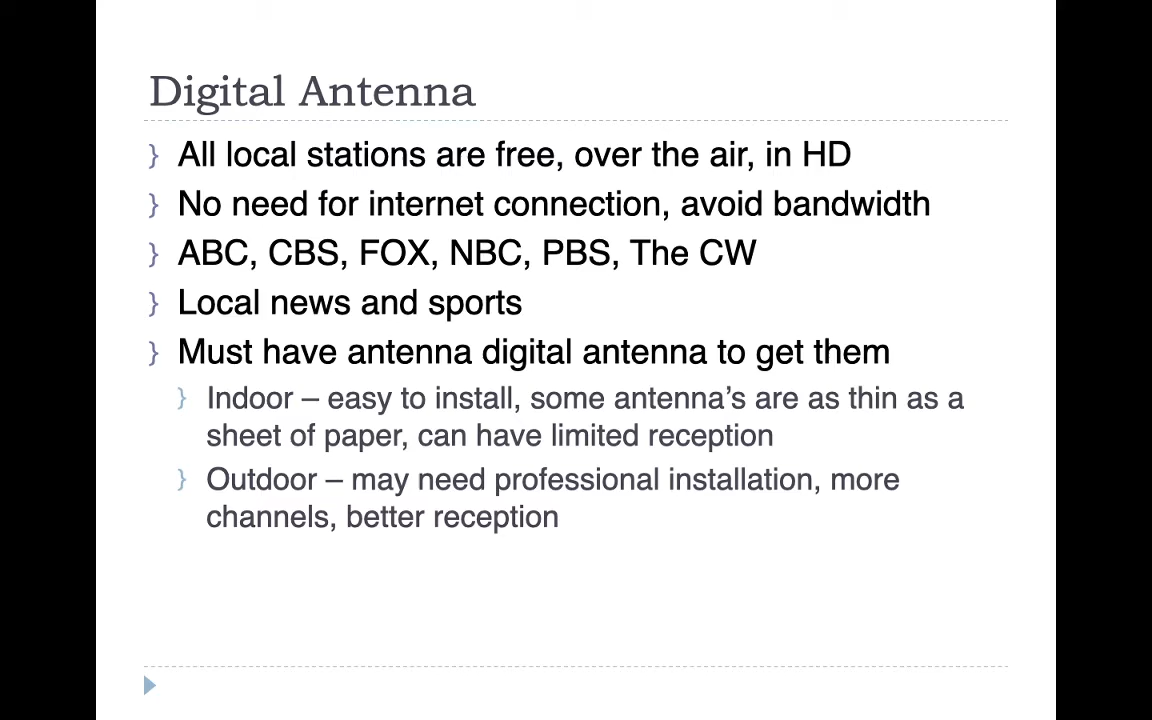 Digital Antenna
} All local stations are free, over the air, in HD
} No need for internet connection, avoid bandwidth
} ABC, CBS, FOX, NBC, PBS, The CW
} Local news and sports
} Must have antenna digital antenna to get them
} Indoor – easy to install, some antenna’s are as thin as a
sheet of paper, can have limited reception
} Outdoor – may need professional installation, more
channels, better reception